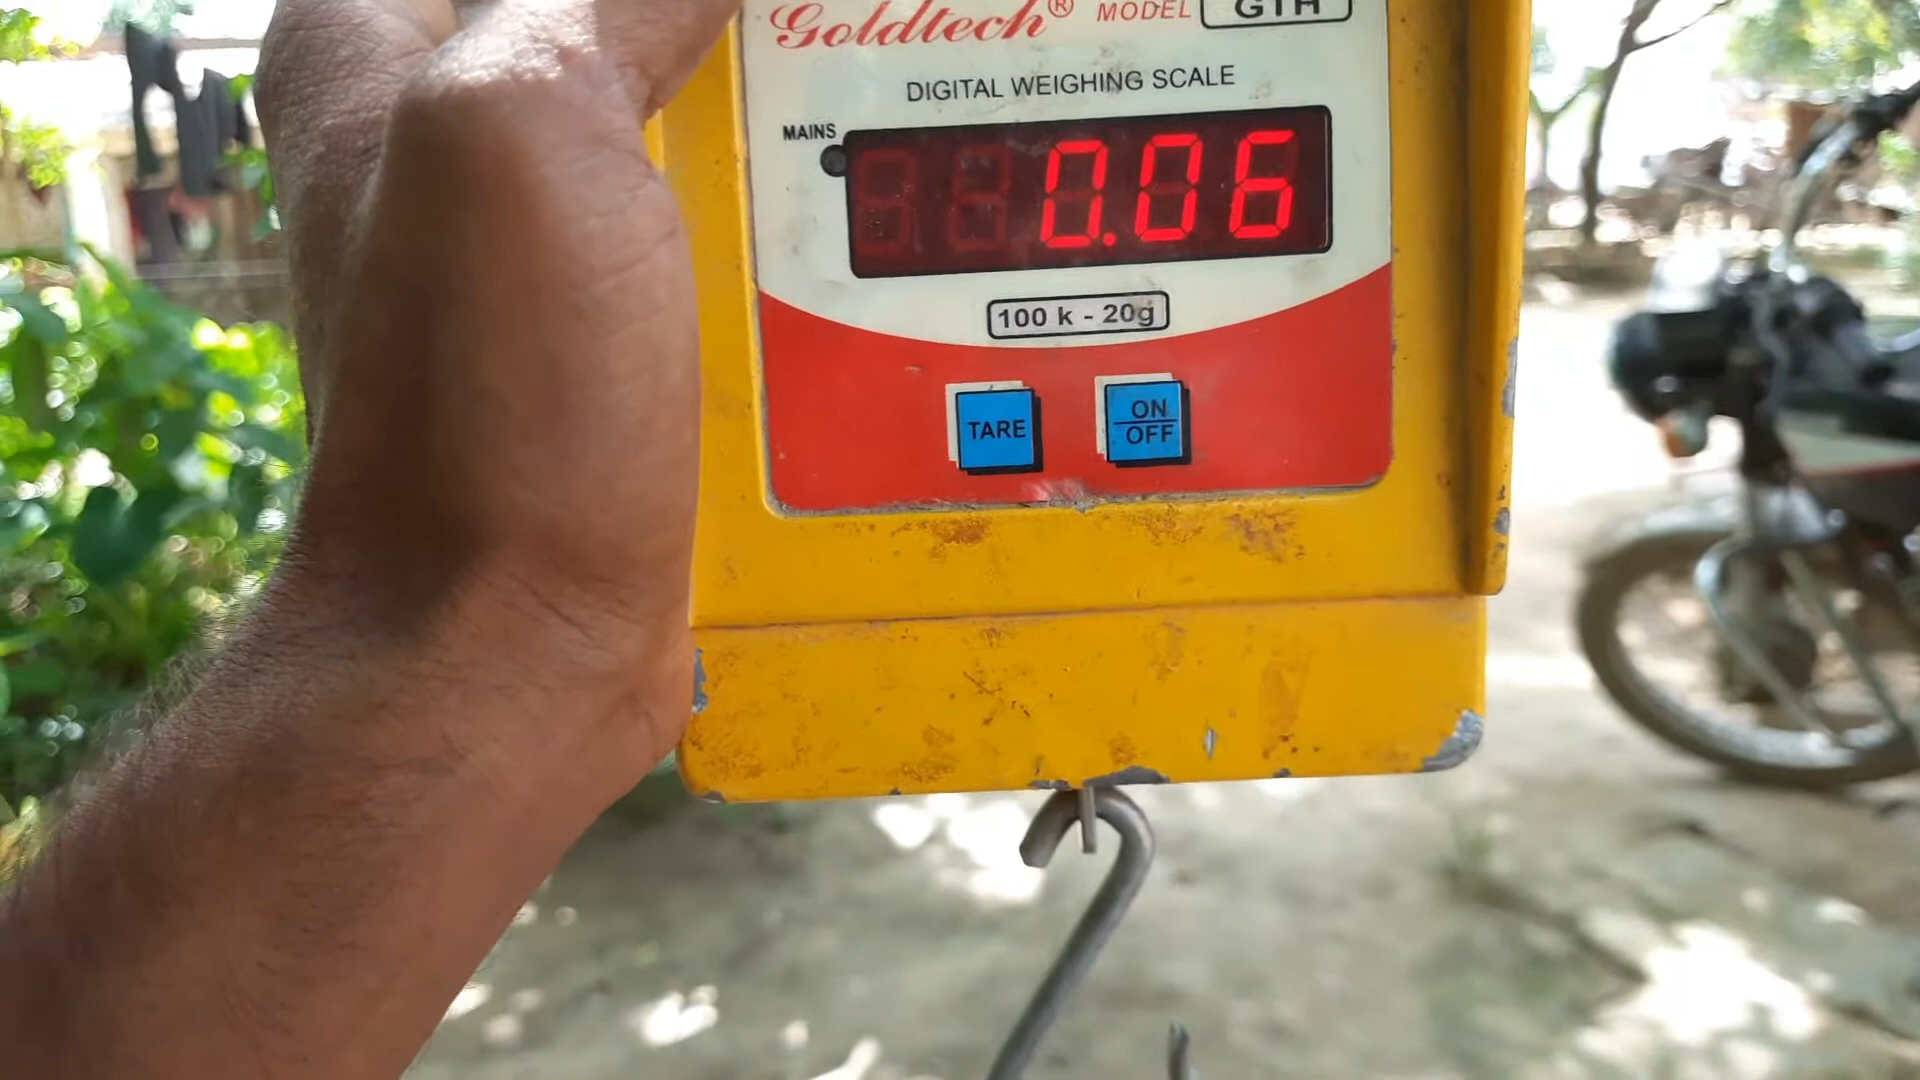 Goldtech® MODEL GTH
DIGITAL WEIGHING SCALE
MAINS
0.06
100 k - 20g
TARE
ON
OFF